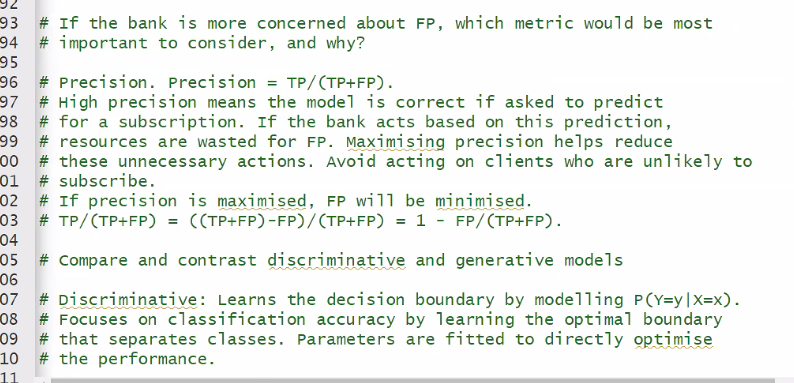 92
93 # If the bank is more concerned about FP, which metric would be most
94 # important to consider, and why?
95
96 # Precision. Precision = TP/(TP+FP).
97 # High precision means the model is correct if asked to predict
98 # for a subscription. If the bank acts based on this prediction,
99 # resources are wasted for FP. Maximising precision helps reduce
00 # these unnecessary actions. Avoid acting on clients who are unlikely to
01 # subscribe.
02 # If precision is maximised, FP will be minimised.
03 # TP/(TP+FP) = ((TP+FP)-FP)/(TP+FP) = 1 - FP/(TP+FP).
04
05 # Compare and contrast discriminative and generative models
06
07 # Discriminative: Learns the decision boundary by modelling P(Y=y|X=x).
08 # Focuses on classification accuracy by learning the optimal boundary
09 # that separates classes. Parameters are fitted to directly optimise
10 # the performance.
11